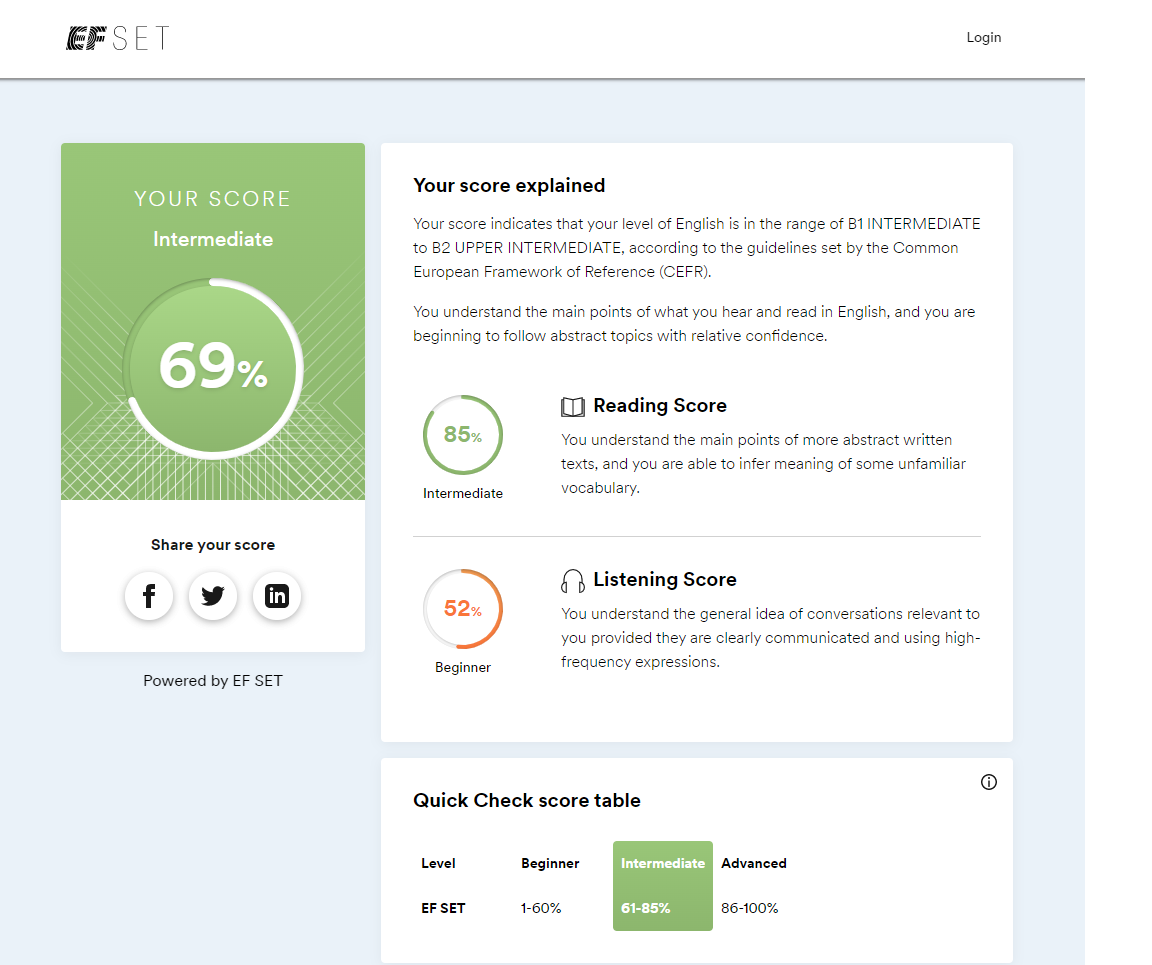 EF SET
Login
YOUR SCORE
Intermediate
69%
Share your score
Powered by EF SET
Your score explained
Your score indicates that your level of English is in the range of B1 INTERMEDIATE
to B2 UPPER INTERMEDIATE, according to the guidelines set by the Common
European Framework of Reference (CEFR).
You understand the main points of what you hear and read in English, and you are
beginning to follow abstract topics with relative confidence.
85%
Intermediate
Reading Score
You understand the main points of more abstract written
texts, and you are able to infer meaning of some unfamiliar
vocabulary.
52%
Beginner
Listening Score
You understand the general idea of conversations relevant to
you provided they are clearly communicated and using high-
frequency expressions.
Quick Check score table
Level Beginner Intermediate Advanced
EF SET 1-60% 61-85% 86-100%